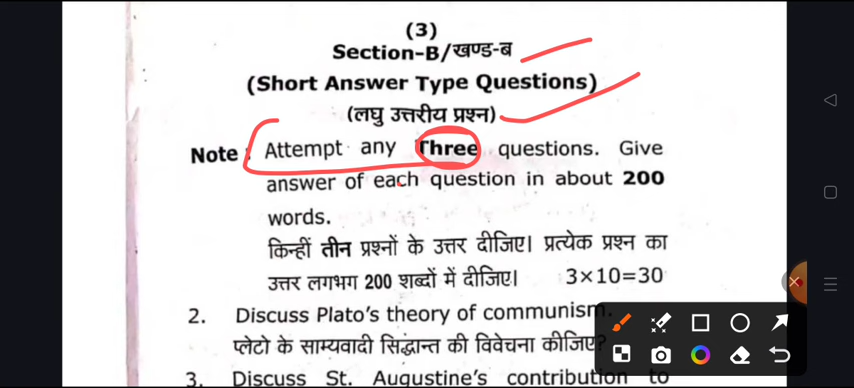 (3)
Section-B/खण्ड-ब
(Short Answer Type Questions)
(लघु उत्तरीय प्रश्न)
Note : Attempt any Three questions. Give
answer of each question in about 200
words.
किन्हीं तीन प्रश्नों के उत्तर दीजिए। प्रत्येक प्रश्न का
उत्तर लगभग 200 शब्दों में दीजिए। 3×10=30
2. Discuss Plato's theory of communism.
प्लेटो के साम्यवादी सिद्धान्त की विवेचना कीजिए?
3. Discuss St. Augustine's contribution to